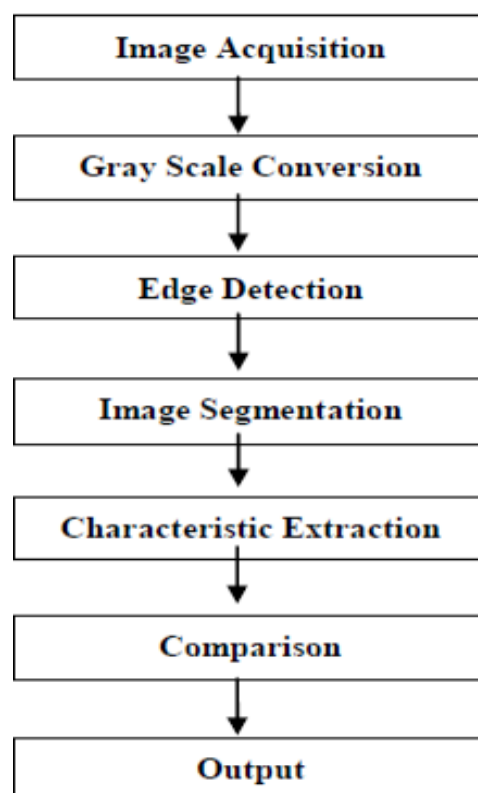 Image Acquisition
Gray Scale Conversion
Edge Detection
Image Segmentation
Characteristic Extraction
Comparison
Output